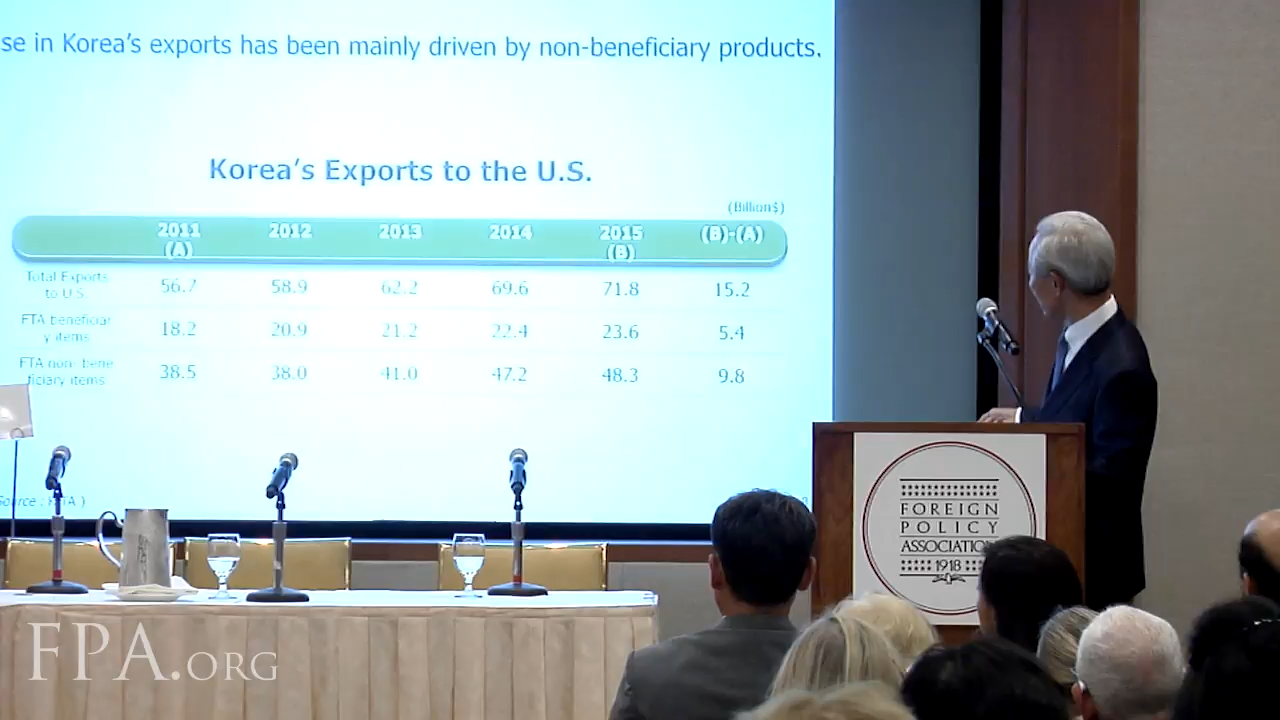 se in Korea's exports has been mainly driven by non-beneficiary products.
Korea's Exports to the U.S.
(Billion$)
2011 2012 2013 2014 2015 (B)-(A)
(A) (B)
Total Exports to U.S. 56.7 58.9 62.2 69.6 71.8 15.2
FTA beneficiar y items 18.2 20.9 21.2 22.4 23.6 5.4
FTA non- bene ficiary items 38.5 38.0 41.0 47.2 48.3 9.8
FOREIGN
POLICY
ASSOCIATION
1918
FPA.ORG